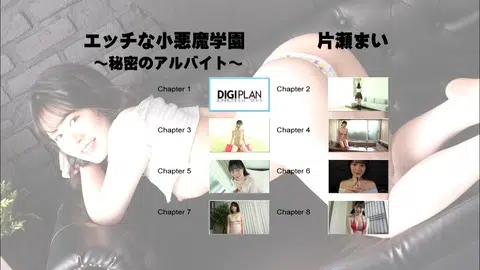 エッチな小悪魔学園
～秘密のアルバイト～
片瀬まい
Chapter 1
DIGIPLAN
Chapter 2
Chapter 3
Chapter 4
Chapter 5
Chapter 6
Chapter 7
Chapter 8